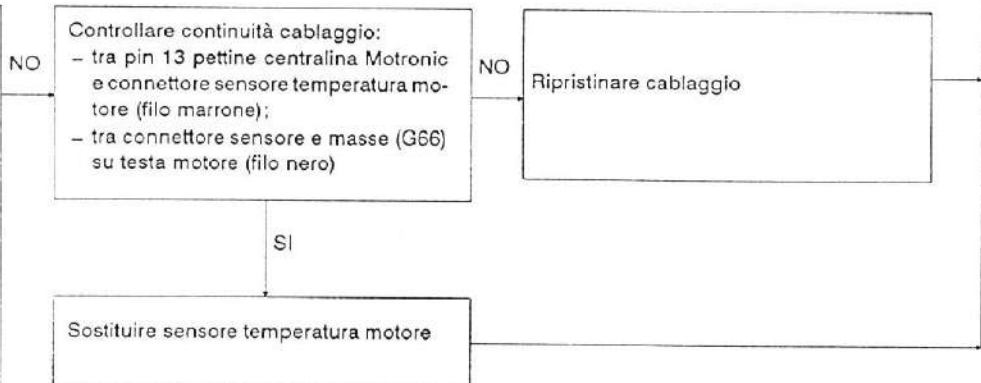 Controllare continuità cablaggio:
NO
– tra pin 13 pettine centralina Motronic
e connettore sensore temperatura mo-
tore (filo marrone);
– tra connettore sensore e masse (G66)
su testa motore (filo nero)
NO
Ripristinare cablaggio
SI
Sostituire sensore temperatura motore